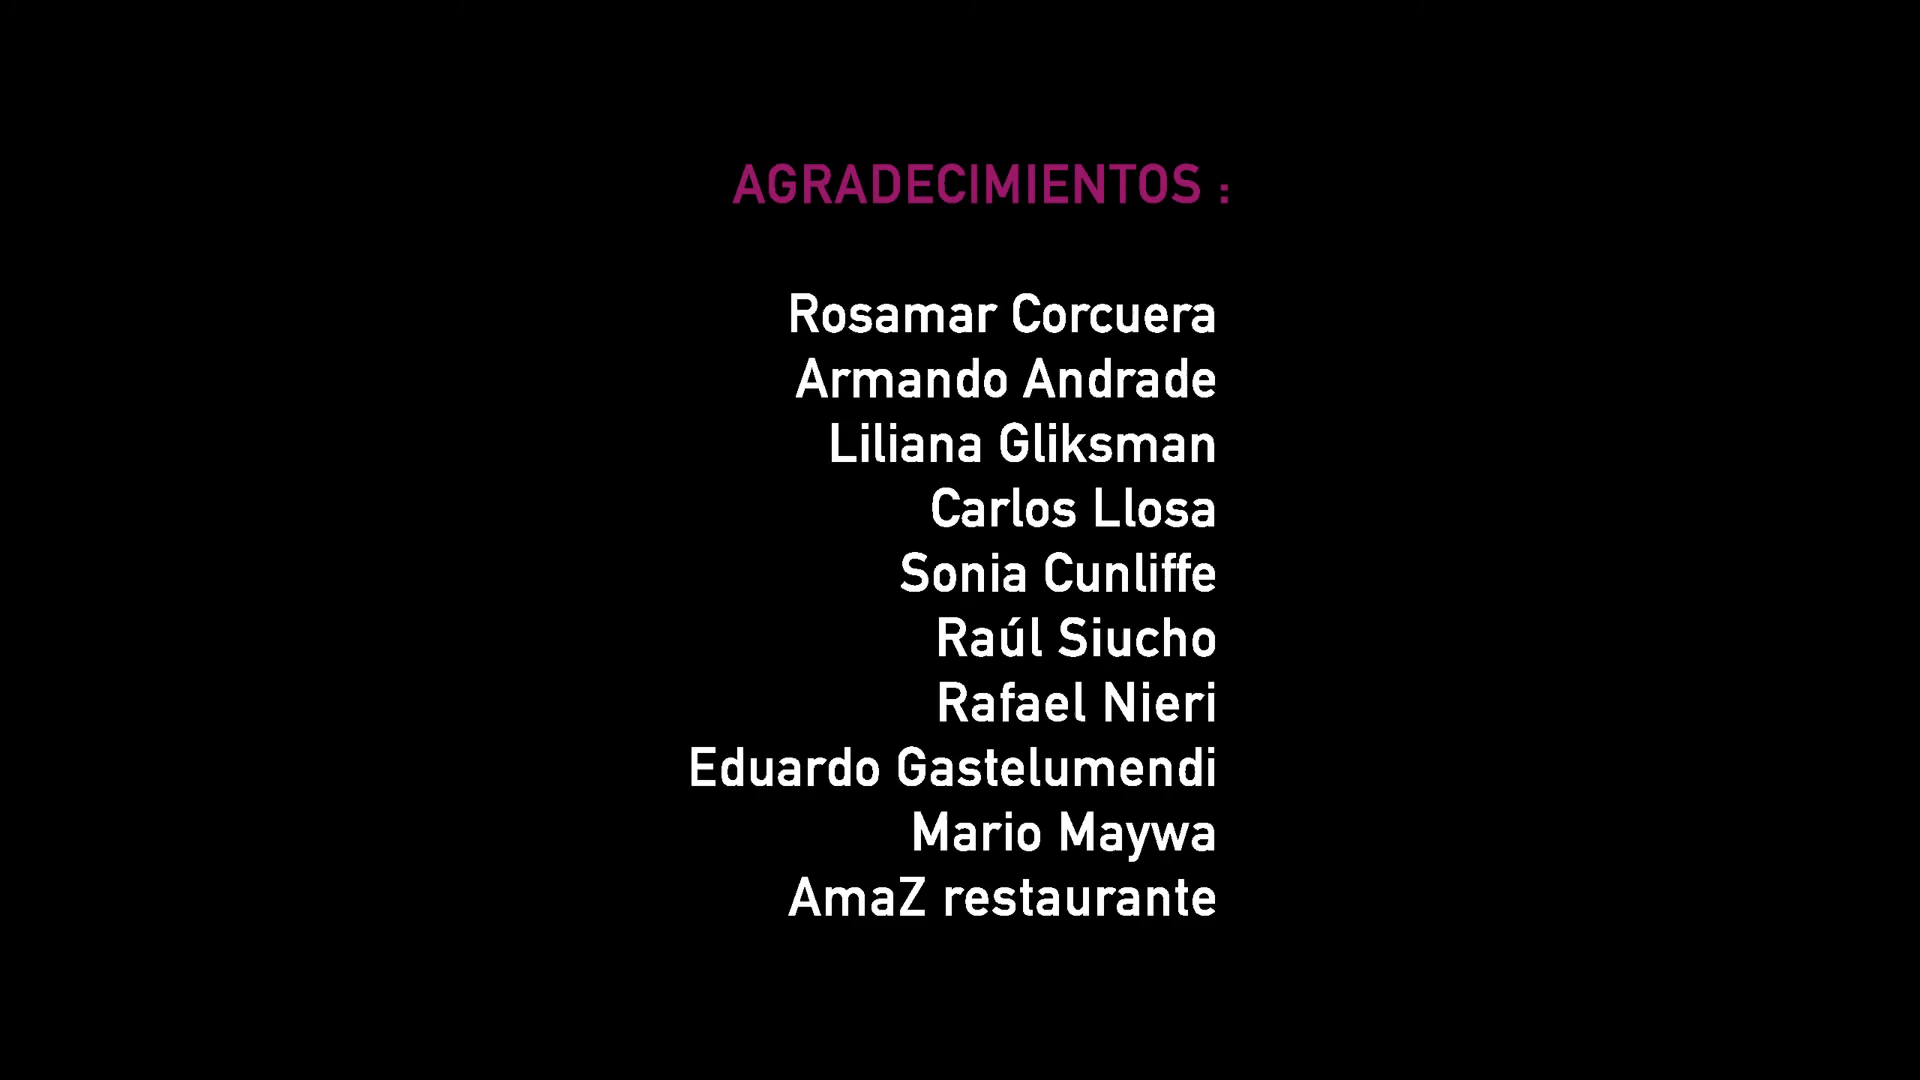 AGRADECIMIENTOS :
Rosamar Corcuera
Armando Andrade
Liliana Gliksman
Carlos Llosa
Sonia Cunliffe
Raúl Siucho
Rafael Nieri
Eduardo Gastelumendi
Mario Maywa
AmaZ restaurante